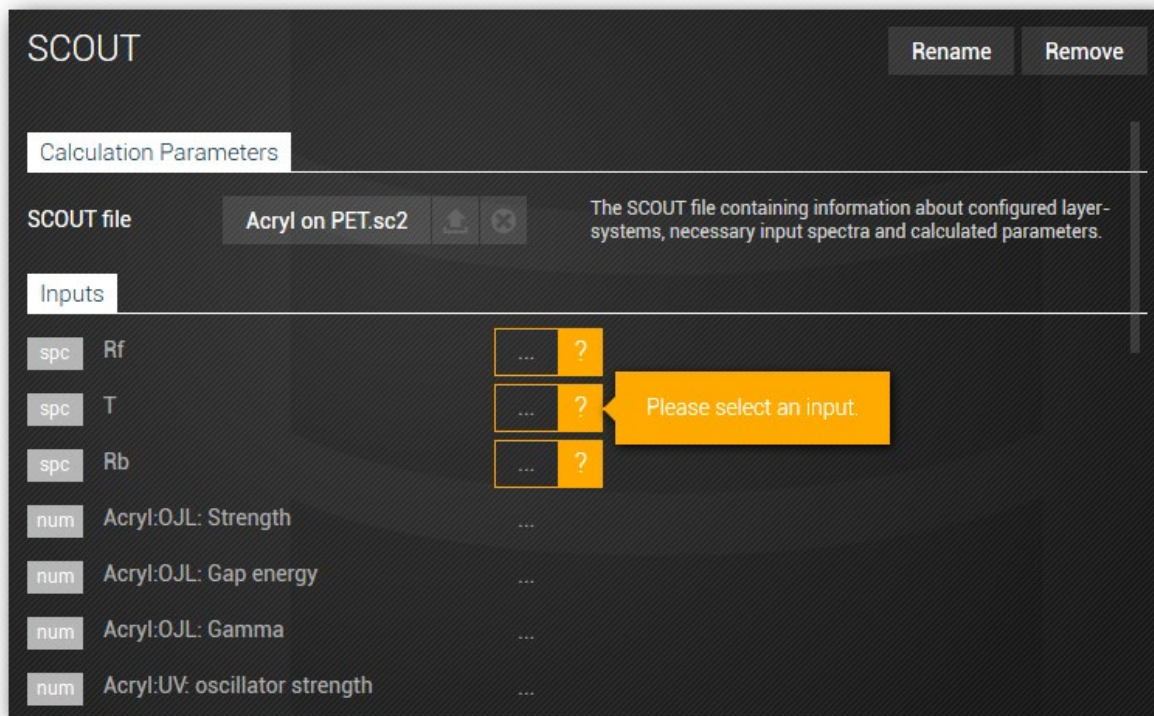 SCOUT
Rename
Remove
Calculation Parameters
SCOUT file
Acryl on PET.sc2
The SCOUT file containing information about configured layer-
systems, necessary input spectra and calculated parameters.
Inputs
spc Rf ... ?
spc T ... ? Please select an input.
spc Rb ... ?
num Acryl:OJL: Strength ...
num Acryl:OJL: Gap energy ...
num Acryl:OJL: Gamma ...
num Acryl:UV: oscillator strength ...